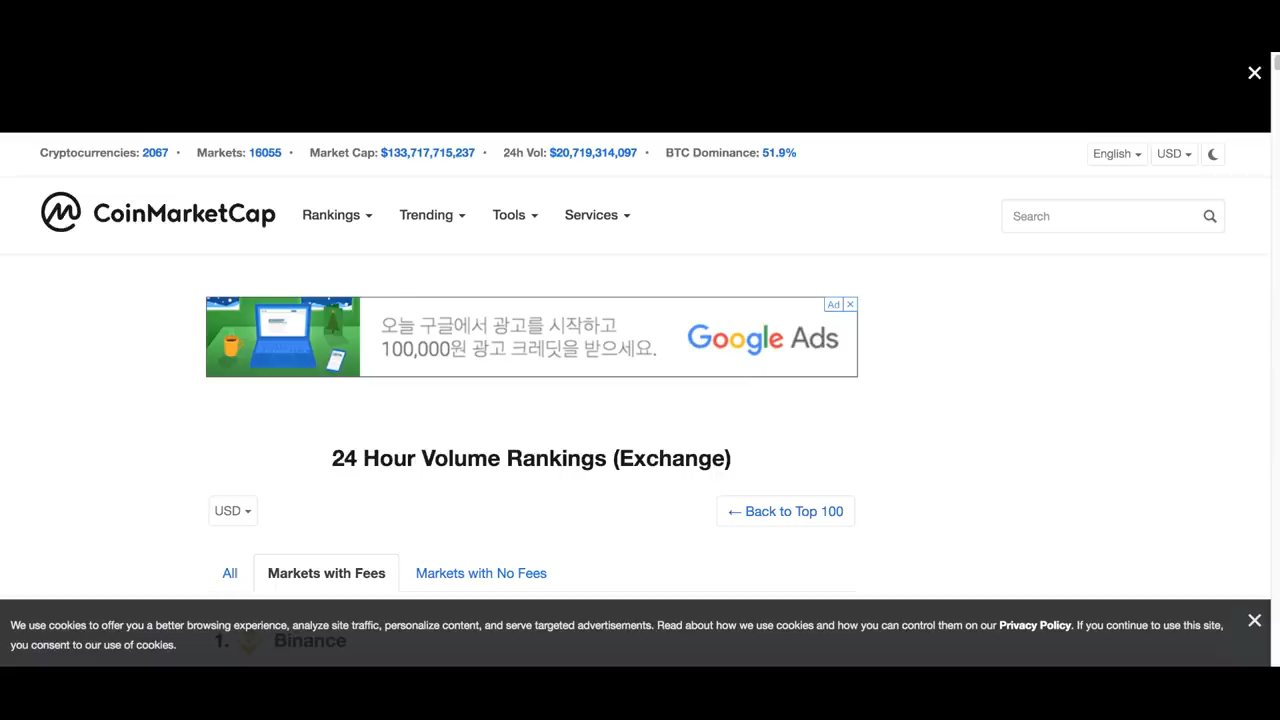 Cryptocurrencies: 2067 • Markets: 16055 • Market Cap: $133,717,715,237 • 24h Vol: $20,719,314,097 • BTC Dominance: 51.9%
English USD
CoinMarketCap Rankings Trending Tools Services Search
Ad
오늘 구글에서 광고를 시작하고
100,000원 광고 크레딧을 받으세요.
Google Ads
24 Hour Volume Rankings (Exchange)
USD ← Back to Top 100
All Markets with Fees Markets with No Fees
We use cookies to offer you a better browsing experience, analyze site traffic, personalize content, and serve targeted advertisements. Read about how we use cookies and how you can control them on our Privacy Policy. If you continue to use this site,
you consent to our use of cookies.
1. Binance